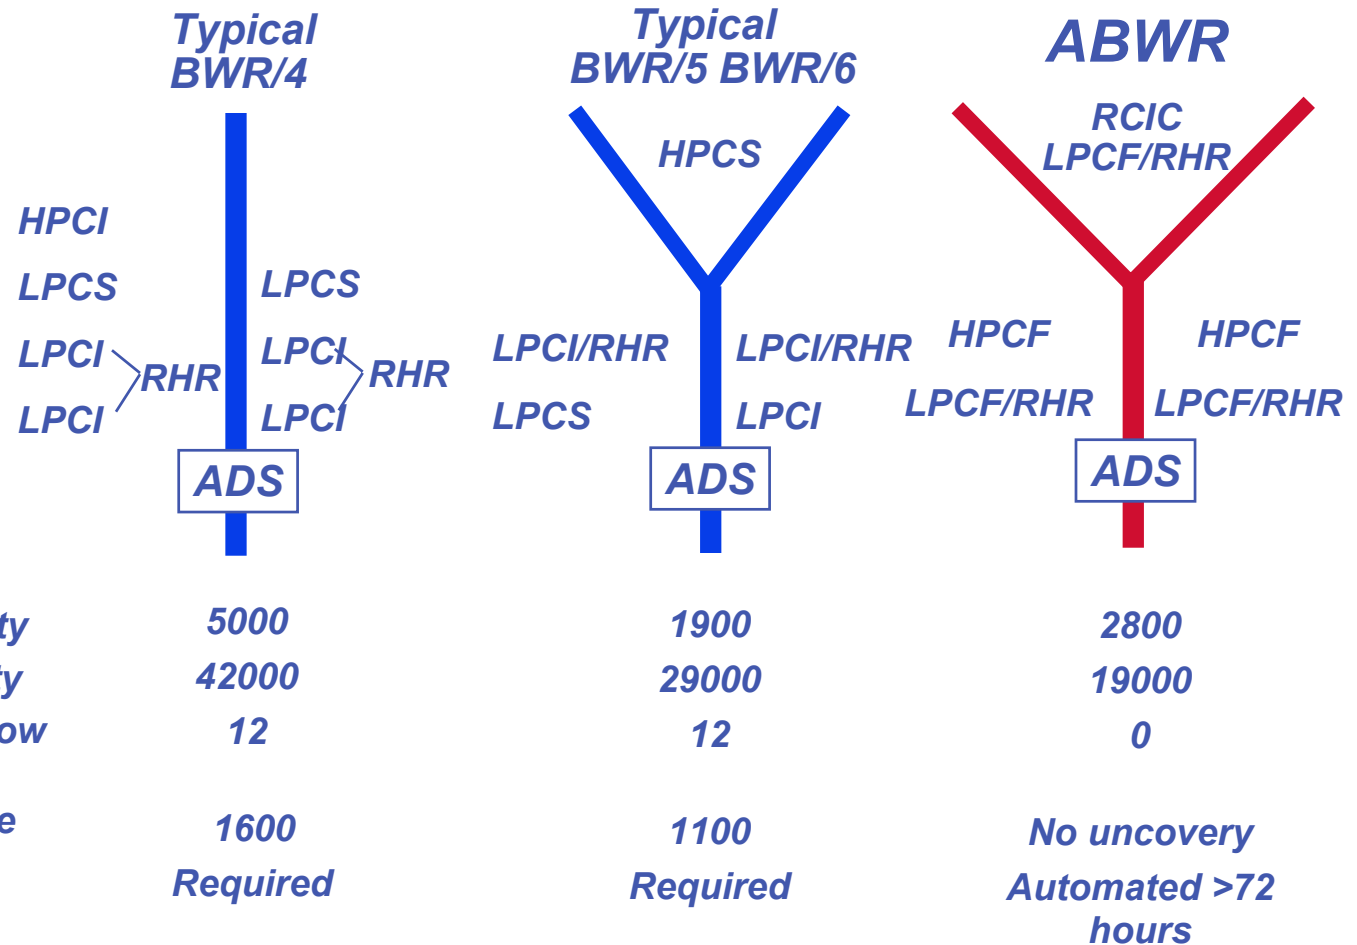 Typical
BWR/4
Typical
BWR/5 BWR/6
ABWR
HPCI
LPCS
LPCI
LPCI
RHR
LPCS
LPCI
LPCI
RHR
ADS
HPCS
LPCI/RHR
LPCS
LPCI/RHR
LPCI
ADS
RCIC
LPCF/RHR
HPCF
LPCF/RHR
HPCF
LPCF/RHR
ADS
5000 1900 2800
42000 29000 19000
12 12 0
1600 1100 No uncovery
Required Required Automated >72
hours